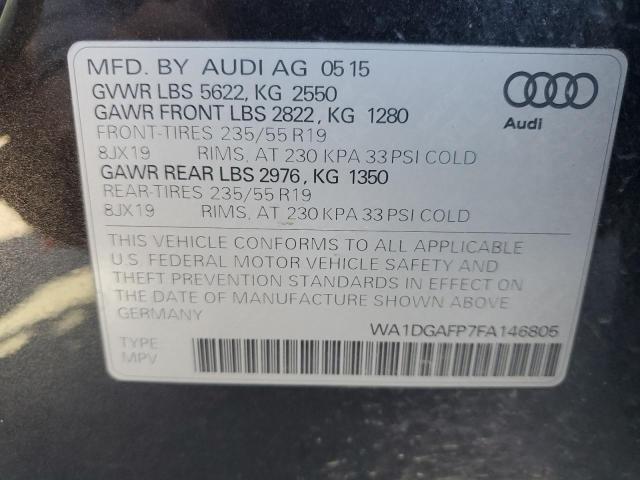 MFD. BY AUDI AG 05 15
GVWR LBS 5622, KG 2550
GAWR FRONT LBS 2822, KG 1280
FRONT-TIRES 235/55 R19
8JX19 RIMS, AT 230 KPA 33 PSI COLD
GAWR REAR LBS 2976, KG 1350
REAR-TIRES 235/55 R19
8JX19 RIMS, AT 230 KPA 33 PSI COLD
Audi
THIS VEHICLE CONFORMS TO ALL APPLICABLE
U.S. FEDERAL MOTOR VEHICLE SAFETY AND
THEFT PREVENTION STANDARDS IN EFFECT ON
THE DATE OF MANUFACTURE SHOWN ABOVE
GERMANY
WA1DGAFP7FA146805
TYPE
MPV